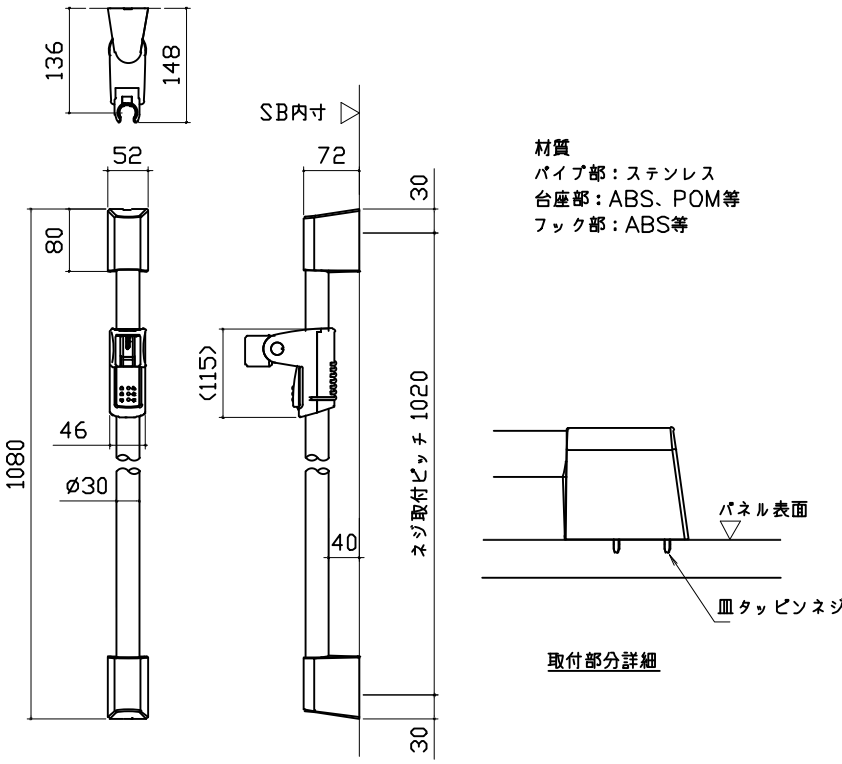 136
148
SB内寸
52
72
30
材質
パイプ部：ステンレス
台座部：ABS、POM等
フック部：ABS等
80
(115)
46
1080
ø30
ネジ取付ピッチ 1020
40
パネル表面
皿タッピンネジ
取付部分詳細
30